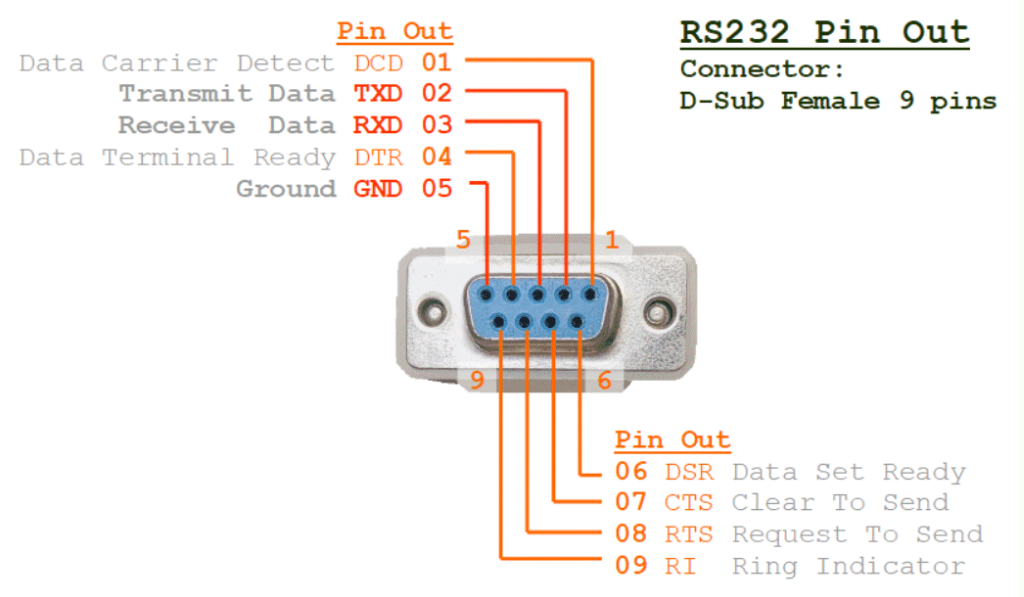 Pin Out
Data Carrier Detect DCD 01
Transmit Data TXD 02
Receive Data RXD 03
Data Terminal Ready DTR 04
Ground GND 05
RS232 Pin Out
Connector:
D-Sub Female 9 pins
5 1
9 6
Pin Out
06 DSR Data Set Ready
07 CTS Clear To Send
08 RTS Request To Send
09 RI Ring Indicator